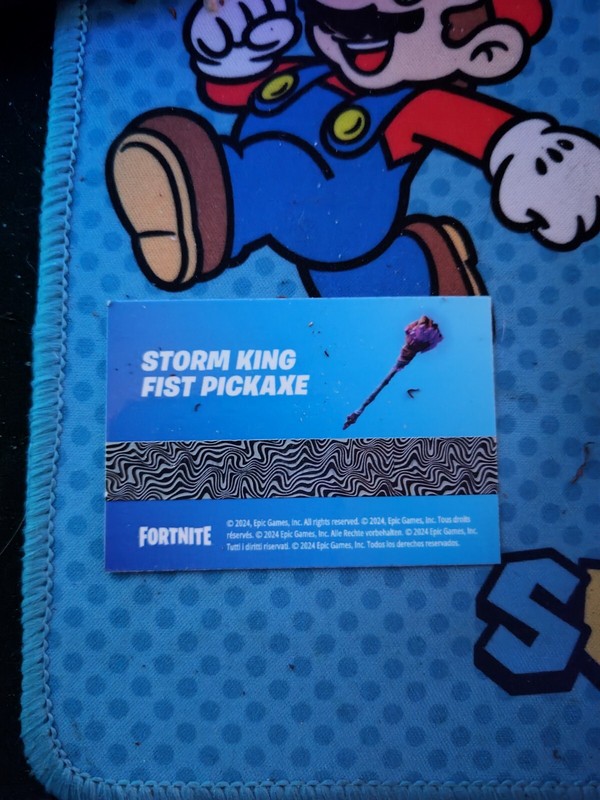 STORM KING
FIST PICKAXE
FORTNITE
© 2024, Epic Games, Inc. All rights reserved. © 2024, Epic Games, Inc. Tous droits
réservés. © 2024 Epic Games, Inc. Alle Rechte vorbehalten. © 2024 Epic Games, Inc.
Tutti i diritti riservati. © 2024 Epic Games, Inc. Todos los derechos reservados.
S